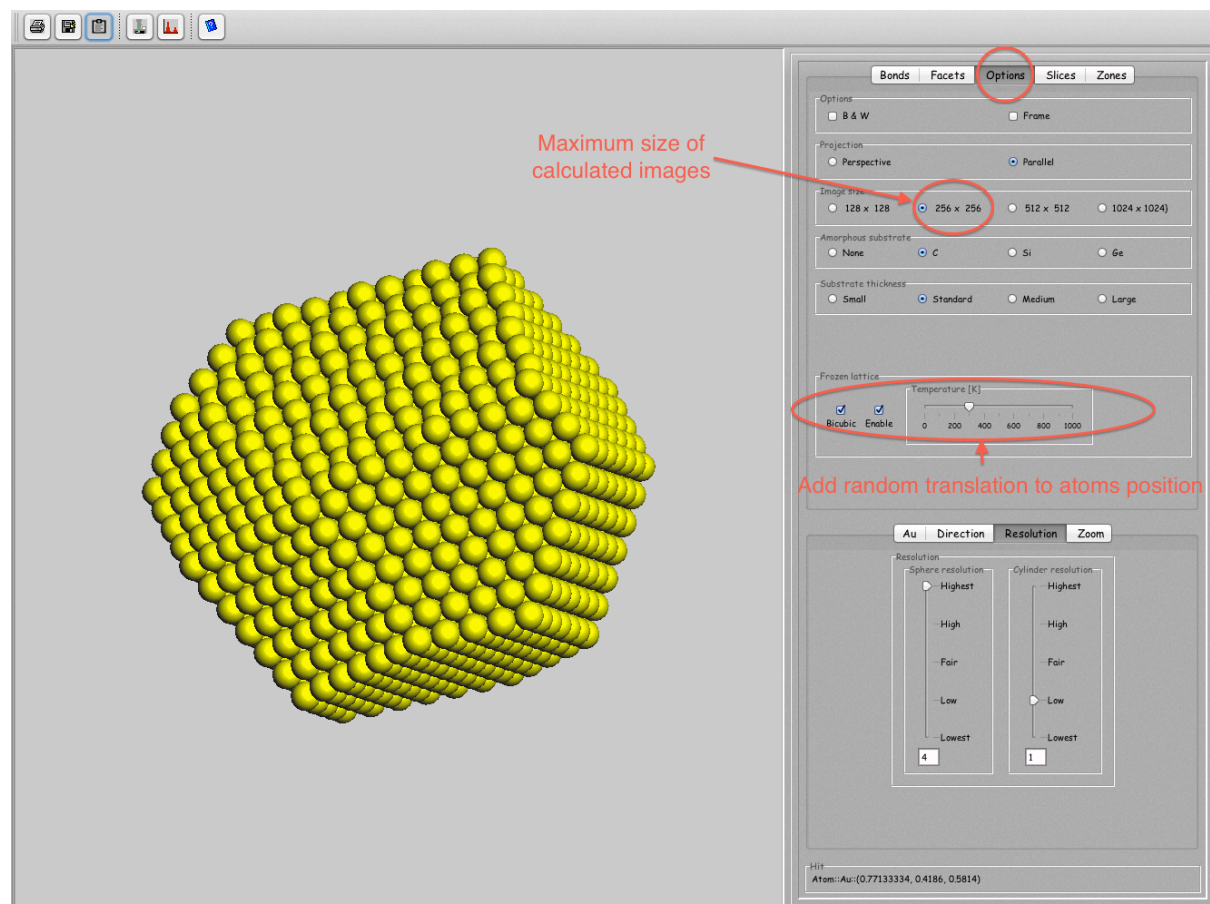 Bonds Facets Options Slices Zones
Options
B & W Frame
Maximum size of
calculated images
Projection
Perspective Parallel
Image size
128 x 128 256 x 256 512 x 512 1024 x 1024)
Amorphous substrate
None C Si Ge
Substrate thickness
Small Standard Medium Large
Frozen lattice
Temperature [K]
Bicubic Enable 0 200 400 600 800 1000
Add random translation to atoms position
Au Direction Resolution Zoom
Resolution
Sphere resolution Cylinder resolution
Highest Highest
High High
Fair Fair
Low Low
Lowest Lowest
4 1
Hit
Atom::Au::(0.77133334, 0.4186, 0.5814)